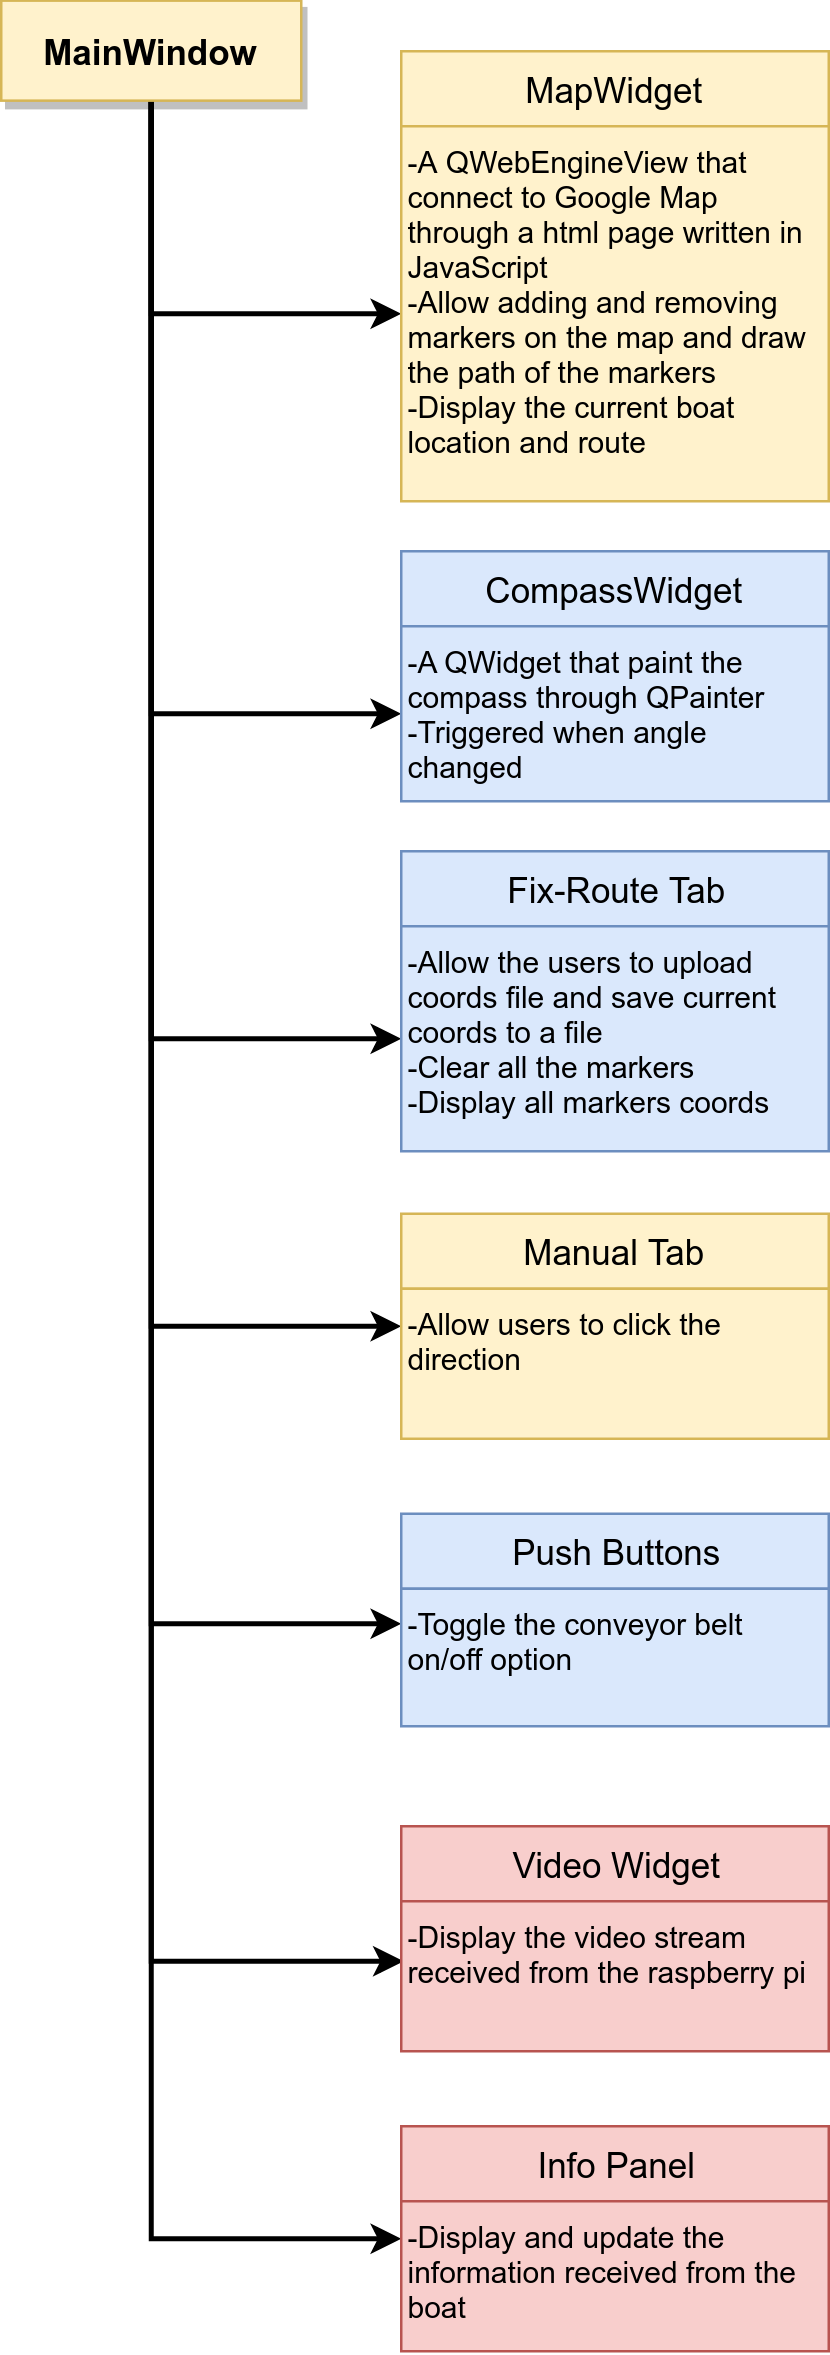 MainWindow
MapWidget
-A QWebEngineView that
connect to Google Map
through a html page written in
JavaScript
-Allow adding and removing
markers on the map and draw
the path of the markers
-Display the current boat
location and route
CompassWidget
-A QWidget that paint the
compass through QPainter
-Triggered when angle
changed
Fix-Route Tab
-Allow the users to upload
coords file and save current
coords to a file
-Clear all the markers
-Display all markers coords
Manual Tab
-Allow users to click the
direction
Push Buttons
-Toggle the conveyor belt
on/off option
Video Widget
-Display the video stream
received from the raspberry pi
Info Panel
-Display and update the
information received from the
boat